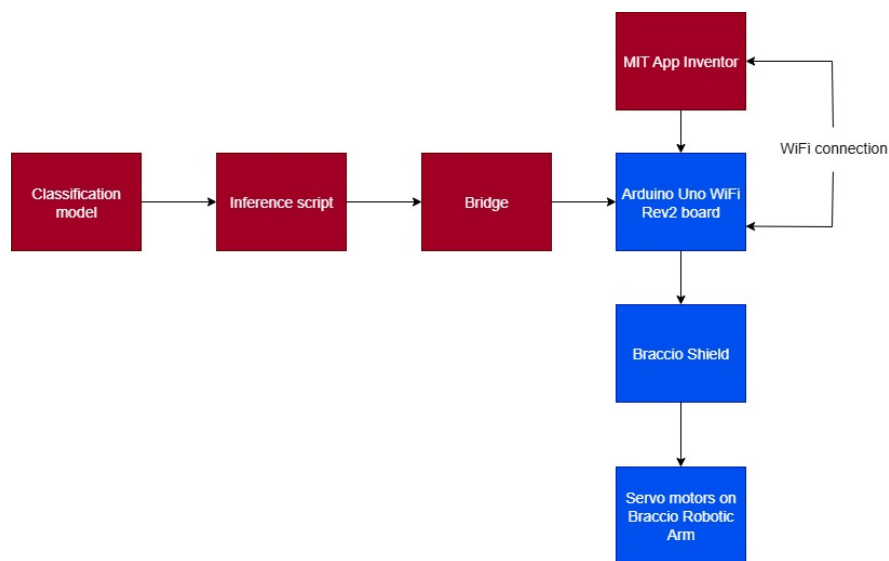 MIT App Inventor
WiFi connection
Classification
model
Inference script
Bridge
Arduino Uno WiFi
Rev2 board
Braccio Shield
Servo motors on
Braccio Robotic
Arm